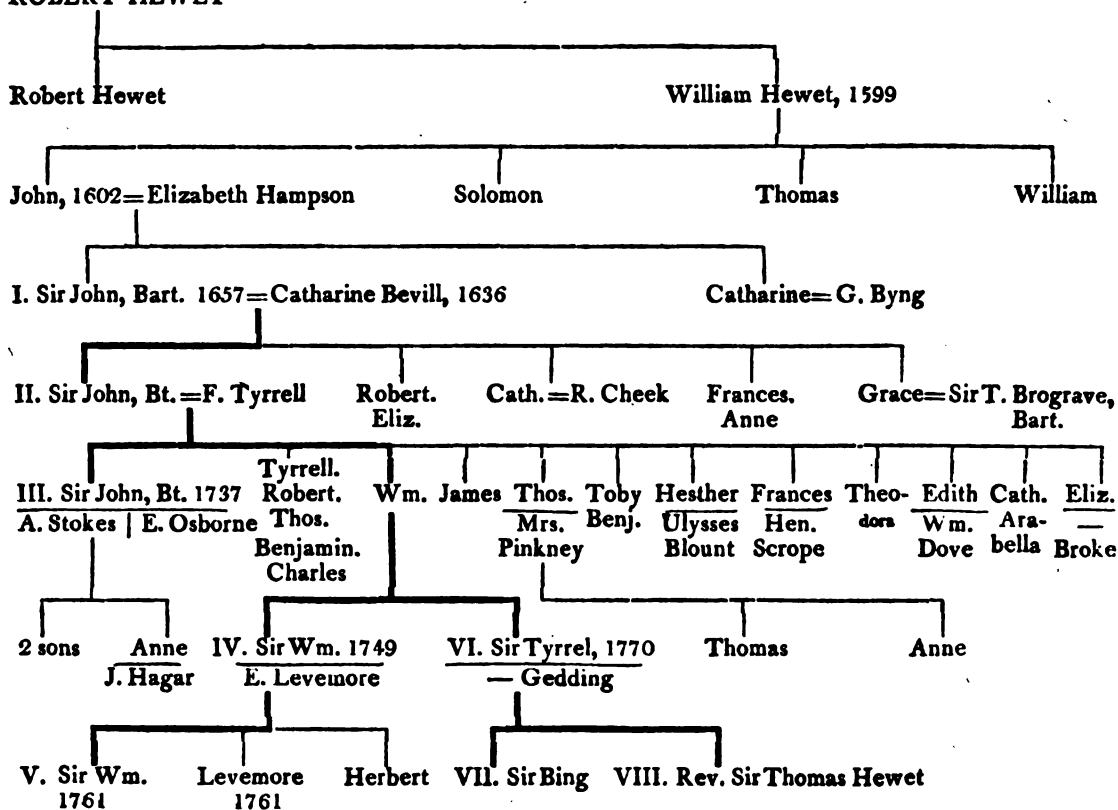 ROBERT HEWET
Robert Hewet William Hewet, 1599
John, 1602=Elizabeth Hampson Solomon Thomas William
I. Sir John, Bart. 1657=Catharine Bevill, 1636 Catharine=G. Byng
II. Sir John, Bt.=F. Tyrrell Robert. Cath.=R. Cheek Frances. Grace=Sir T. Brograve,
Eliz. Anne Bart.
Tyrrell.
III. Sir John, Bt. 1737 Robert. Wm. James Thos. Toby Hesther Frances Theo- Edith Cath. Eliz.
A. Stokes | E. Osborne Thos. Mrs. Benj. Ulysses Hen. dora Wm. Ara- —
Benjamin. Pinkney Blount Scrope Dove bella Broke
Charles
2 sons Anne IV. Sir Wm. 1749 VI. Sir Tyrrel, 1770 Thomas Anne
J. Hagar E. Levemore — Gedding
V. Sir Wm. Levemore Herbert VII. Sir Bing VIII. Rev. Sir Thomas Hewet
1761 1761